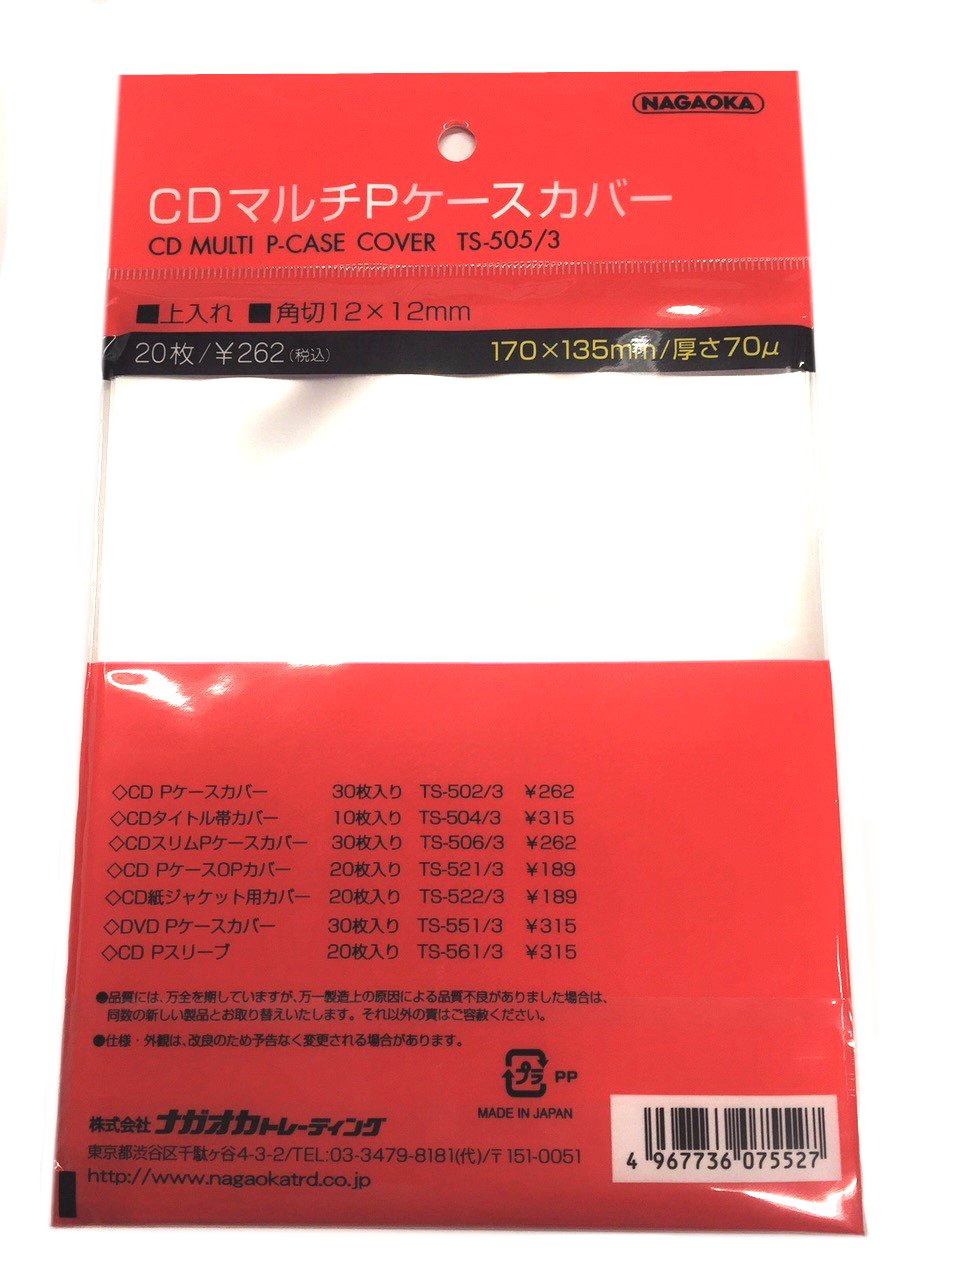 NAGAOKA
CDマルチPケースカバー
CD MULTI P-CASE COVER TS-505/3
■上入れ ■角切12×12mm
20枚/¥262(税込) 170×135mm/厚さ70μ
◇CD Pケースカバー 30枚入り TS-502/3 ¥262
◇CDタイトル帯カバー 10枚入り TS-504/3 ¥315
◇CDスリムPケースカバー 30枚入り TS-506/3 ¥262
◇CD PケースOPカバー 20枚入り TS-521/3 ¥189
◇CD紙ジャケット用カバー 20枚入り TS-522/3 ¥189
◇DVD Pケースカバー 30枚入り TS-551/3 ¥315
◇CD Pスリーブ 20枚入り TS-561/3 ¥315
●品質には、万全を期していますが、万一製造上の原因による品質不良がありました場合は、
同数の新しい製品とお取り替えいたします。それ以外の責はご容赦ください。
●仕様・外観は、改良のため予告なく変更される場合があります。
プラ PP
MADE IN JAPAN
株式会社 ナガオカトレーディング
東京都渋谷区千駄ヶ谷4-3-2/TEL:03-3479-8181(代)/〒151-0051
http://www.nagaokatrd.co.jp
4 967736 075527